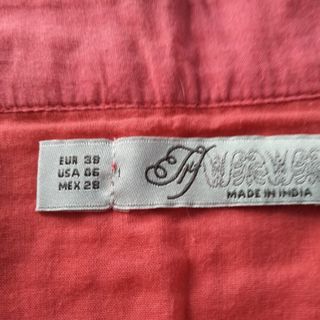 EUR 38
USA 06
MEX 28
MADE IN INDIA